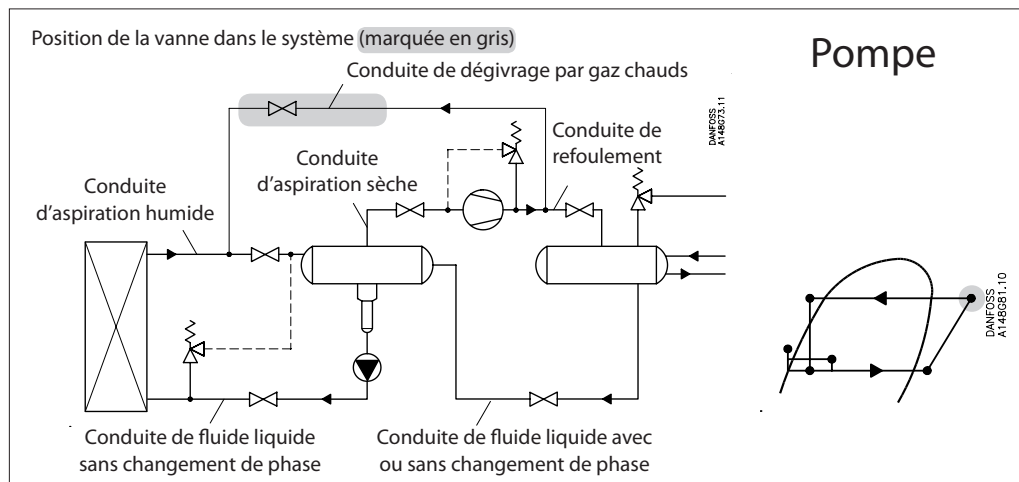 Position de la vanne dans le système (marquée en gris)
Pompe
Conduite de dégivrage par gaz chauds
DANFOSS
A148G73.11
Conduite de
refoulement
Conduite
d'aspiration sèche
Conduite
d'aspiration humide
DANFOSS
A148G81.10
Conduite de fluide liquide
sans changement de phase
Conduite de fluide liquide avec
ou sans changement de phase